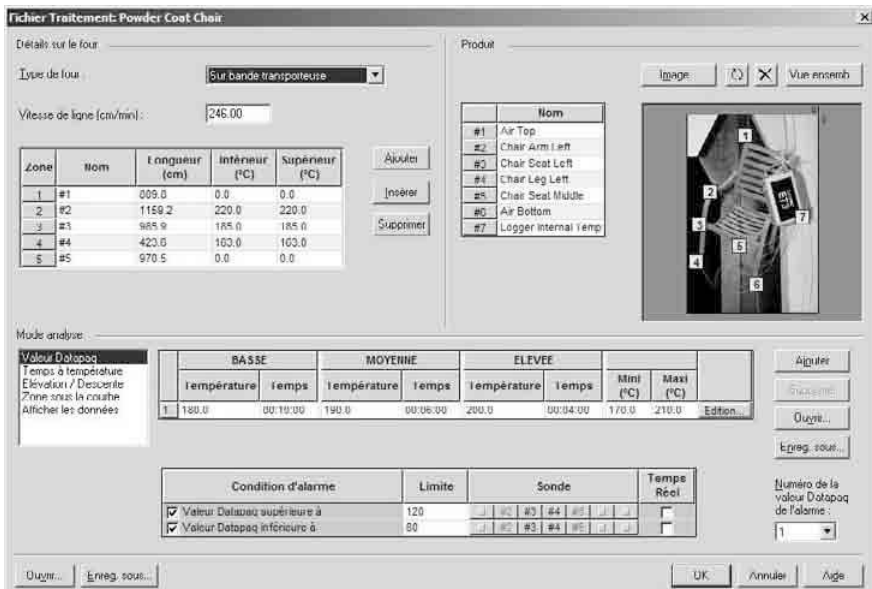 Fichier Traitement: Powder Coat Chair
Détails sur le four
Type de four :
Sur bande transporteuse
Vitesse de ligne (cm/min) :
246.00
Zone Nom Longueur (cm) Inférieur (ºC) Supérieur (ºC)
1 #1 0.0 0.0
2 #2 1159.2 220.0 220.0
3 #3 985.9 185.0 185.0
4 #4 423.6 163.0 163.0
5 #5 970.5 0.0 0.0
Ajouter
Insérer
Supprimer
Produit
Image
Vue ensemb
Nom
#1 Air Top
#2 Chair Arm Left
#3 Chair Seat Left
#4 Chair Leg Left
#5 Chair Seat Middle
#6 Air Bottom
#7 Logger Internal Temp
1
2
3
4
5
6
7
Mode analyse
Valeur Datapaq
Temps à température
Elévation / Descente
Zone sous la courbe
Afficher les données
BASSE MOYENNE ELEVEE
Température Temps Température Temps Température Temps Mini (ºC) Maxi (ºC)
1 180.0 00:10:00 190.0 00:06:00 200.0 00:04:00 170.0 210.0 Edition...
Ajouter
Supprimer
Ouvrir...
Enreg. sous...
Condition d'alarme Limite Sonde Temps Réel
Valeur Datapaq supérieure à 120 #2 #3 #4 #5
Valeur Datapaq inférieure à #2 #3 #4 #5
Numéro de la
valeur Datapaq
de l'alarme :
1
Ouvrir...
Enreg. sous...
OK
Annuler
Aide